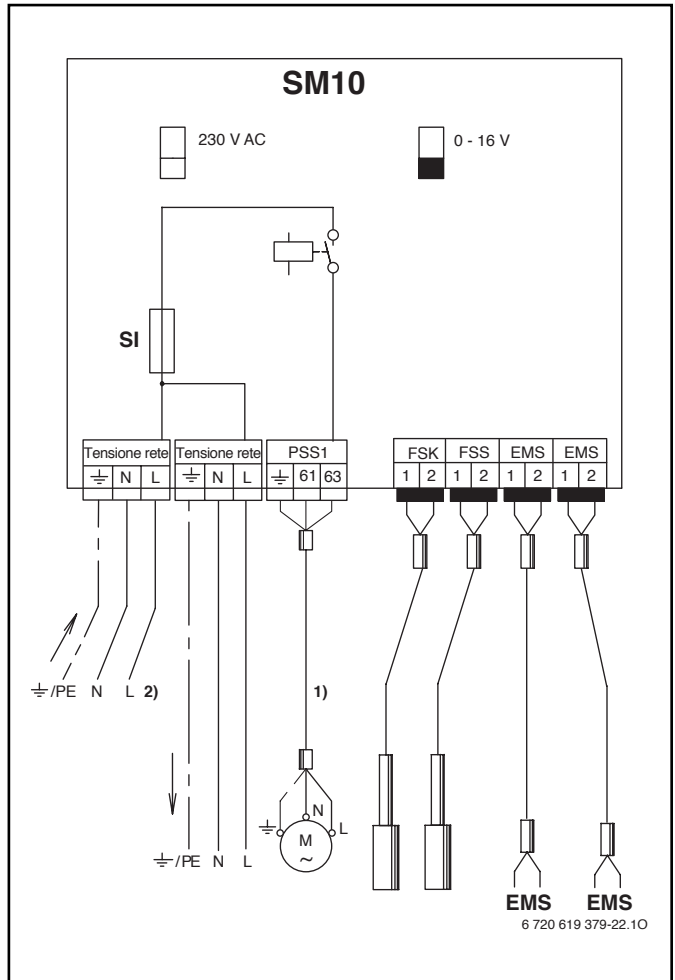 SM10
230 V AC
0 - 16 V
SI
Tensione rete Tensione rete PSS1 FSK FSS EMS EMS
⏚ N L ⏚ N L ⏚ 61 63 1 2 1 2 1 2 1 2
⏚/PE N L 2)
1)
⏚/PE N L
⏚ N L
M
~
EMS EMS
6 720 619 379-22.1O